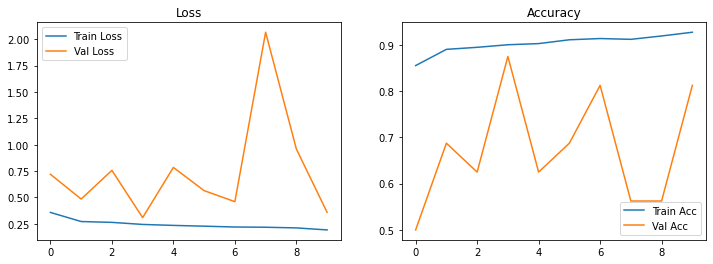 Loss
Train Loss
Val Loss
2.00
1.75
1.50
1.25
1.00
0.75
0.50
0.25
0 2 4 6 8
Accuracy
0.9
0.8
0.7
0.6
0.5
Train Acc
Val Acc
0 2 4 6 8